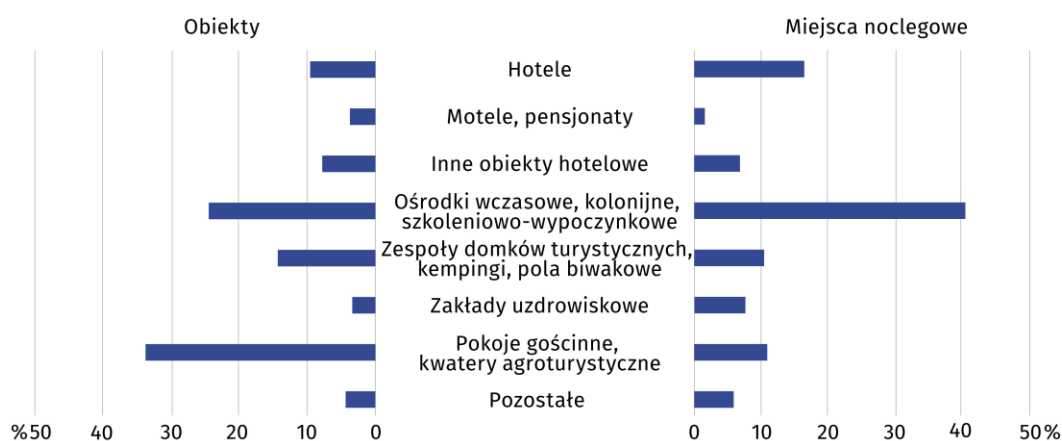 Obiekty
Miejsca noclegowe
Hotele
Motele, pensjonaty
Inne obiekty hotelowe
Ośrodki wczasowe, kolonijne,
szkoleniowo-wypoczynkowe
Zespoły domków turystycznych,
kempingi, pola biwakowe
Zakłady uzdrowiskowe
Pokoje gościnne,
kwatery agroturystyczne
Pozostałe
%50 40 30 20 10 0
0 10 20 30 40 50%